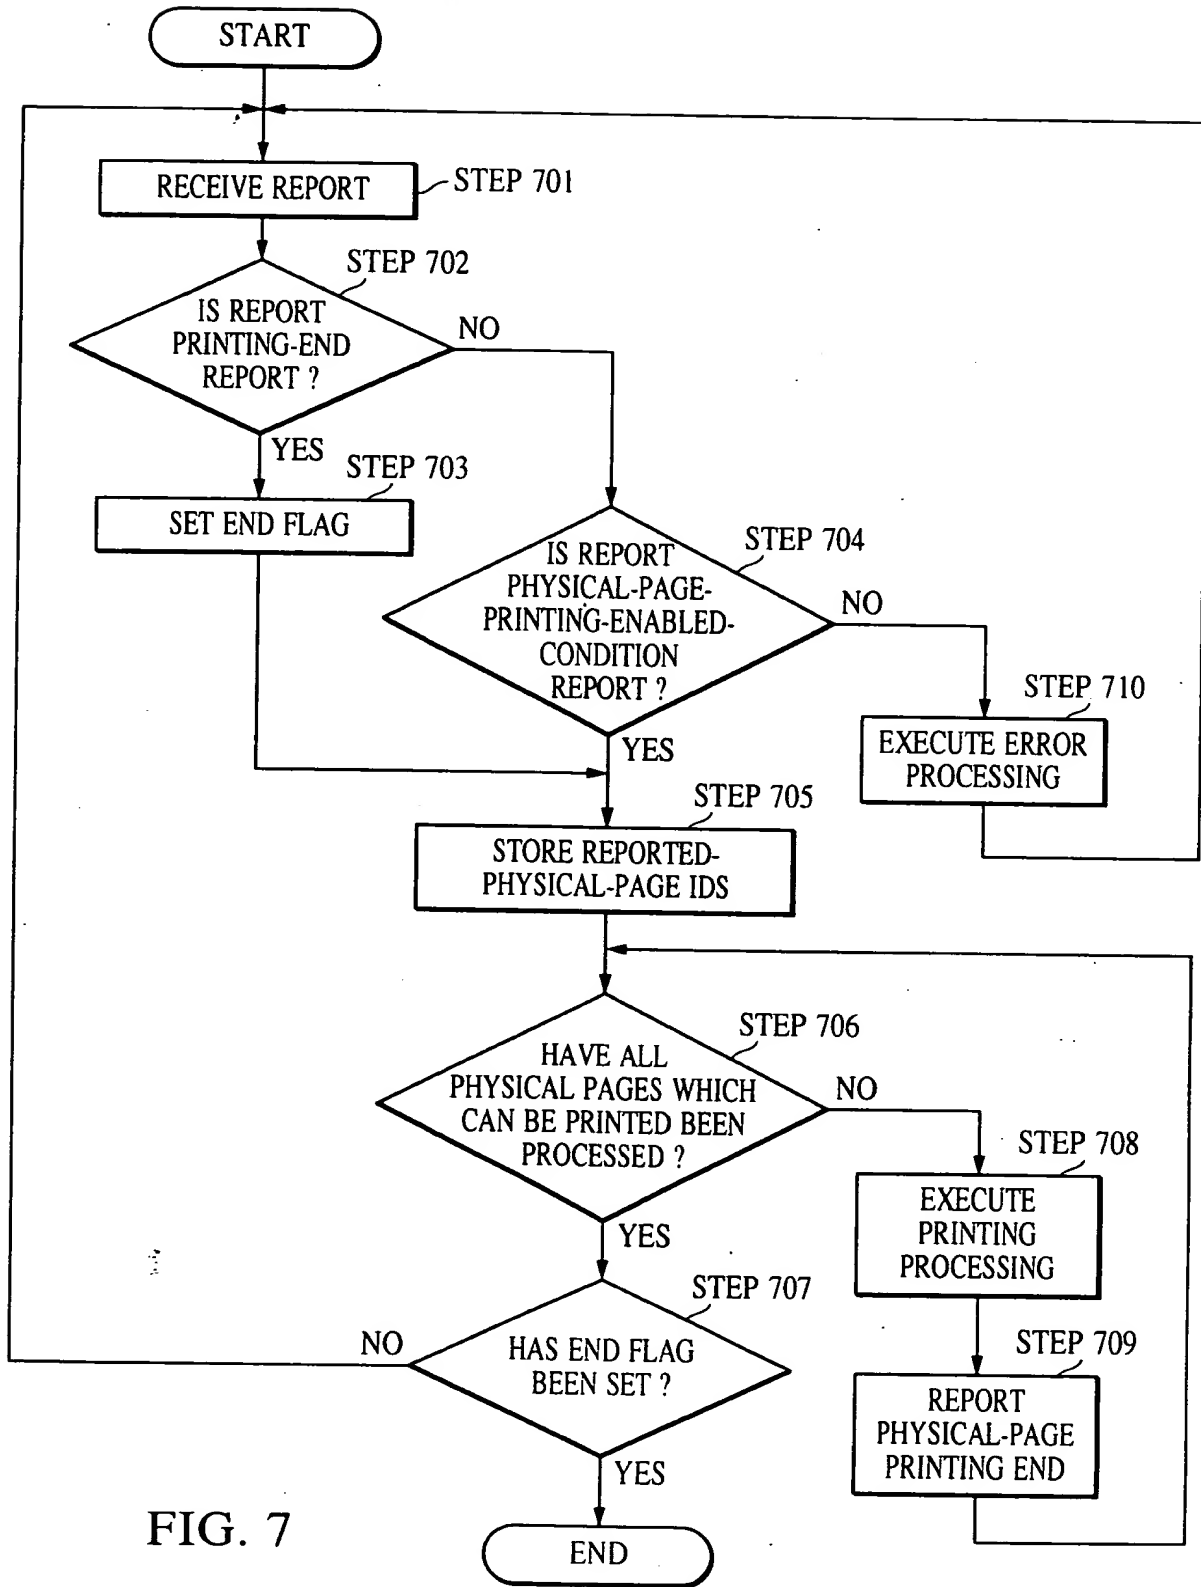 START
RECEIVE REPORT
STEP 701
STEP 702
IS REPORT
PRINTING-END
REPORT ?
NO
YES
STEP 703
SET END FLAG
STEP 704
IS REPORT
PHYSICAL-PAGE-
PRINTING-ENABLED-
CONDITION
REPORT ?
NO
YES
STEP 710
EXECUTE ERROR
PROCESSING
STEP 705
STORE REPORTED-
PHYSICAL-PAGE IDS
STEP 706
HAVE ALL
PHYSICAL PAGES WHICH
CAN BE PRINTED BEEN
PROCESSED ?
NO
YES
STEP 708
EXECUTE
PRINTING
PROCESSING
STEP 707
HAS END FLAG
BEEN SET ?
NO
YES
STEP 709
REPORT
PHYSICAL-PAGE
PRINTING END
END
FIG. 7